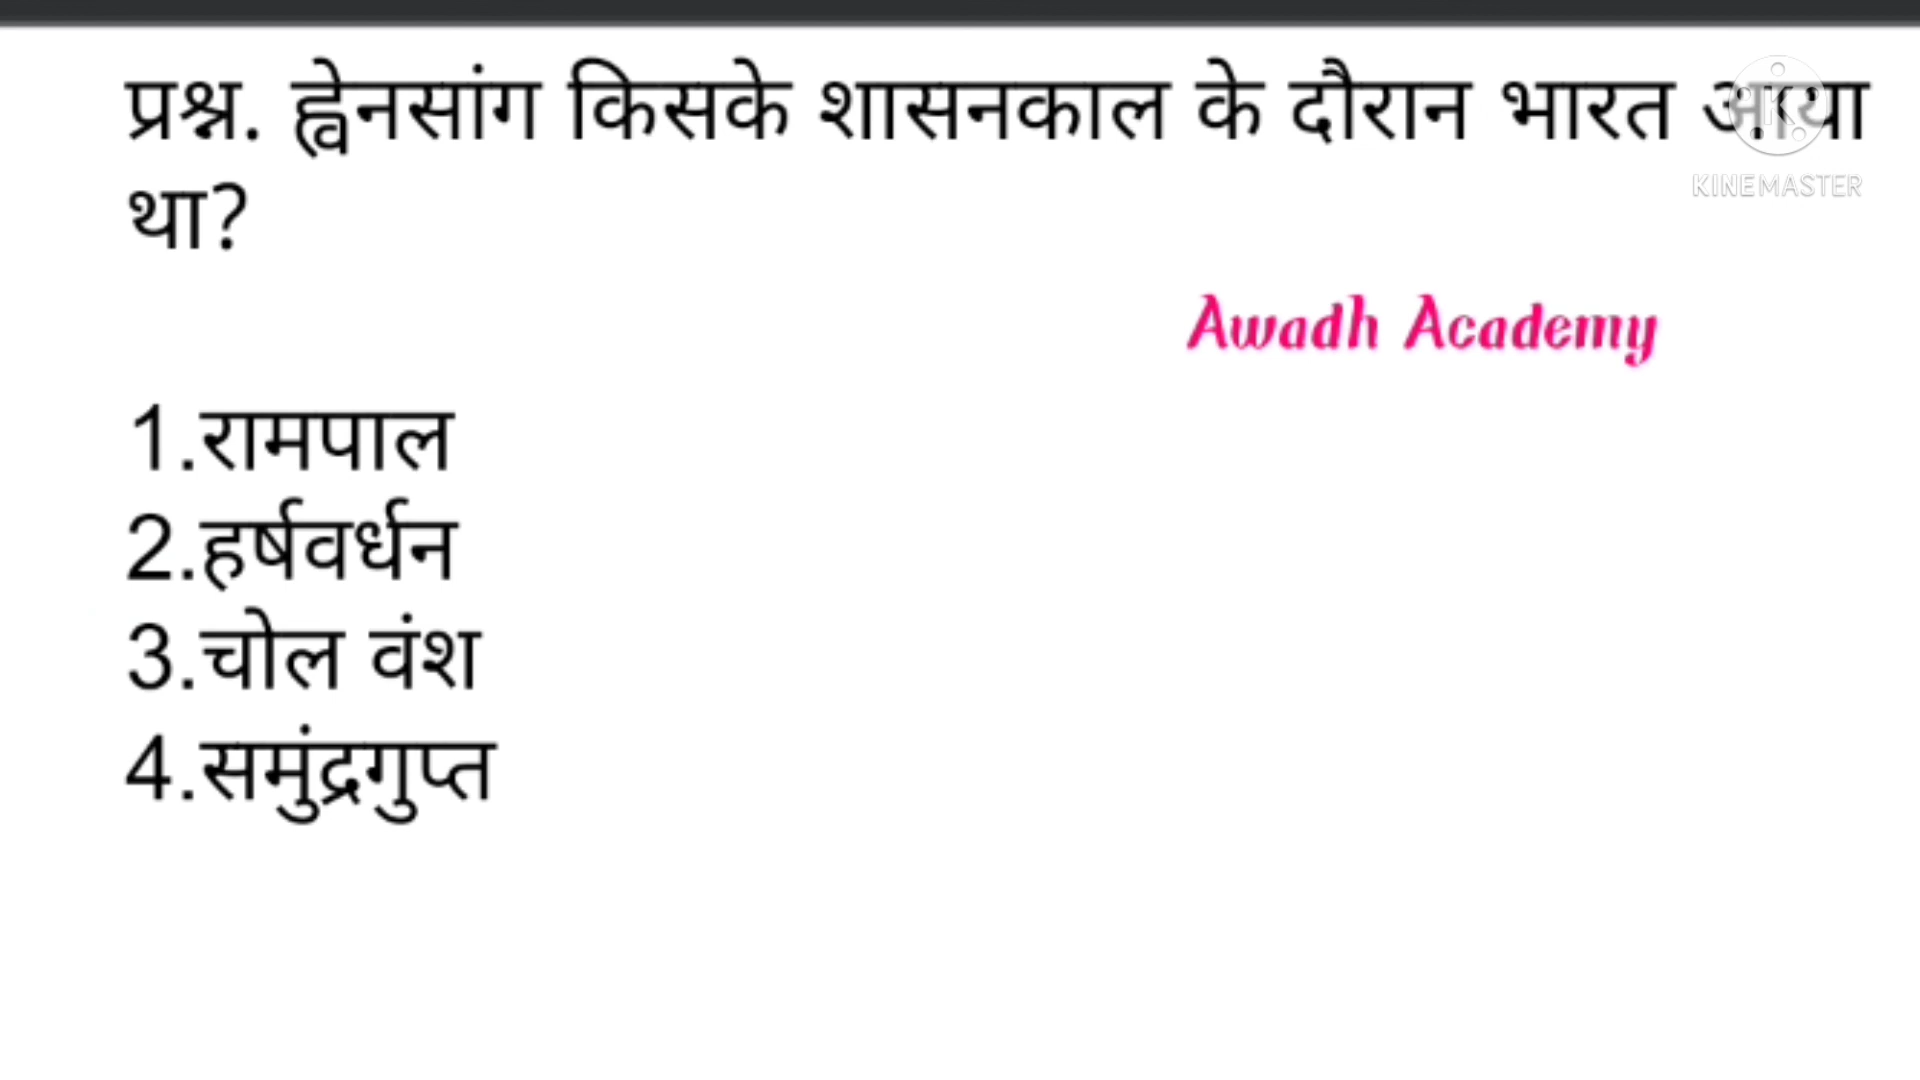 प्रश्न. ह्वेनसांग किसके शासनकाल के दौरान भारत आया
था?
KINEMASTER
Awadh Academy
1.रामपाल
2.हर्षवर्धन
3.चोल वंश
4.समुंद्रगुप्त